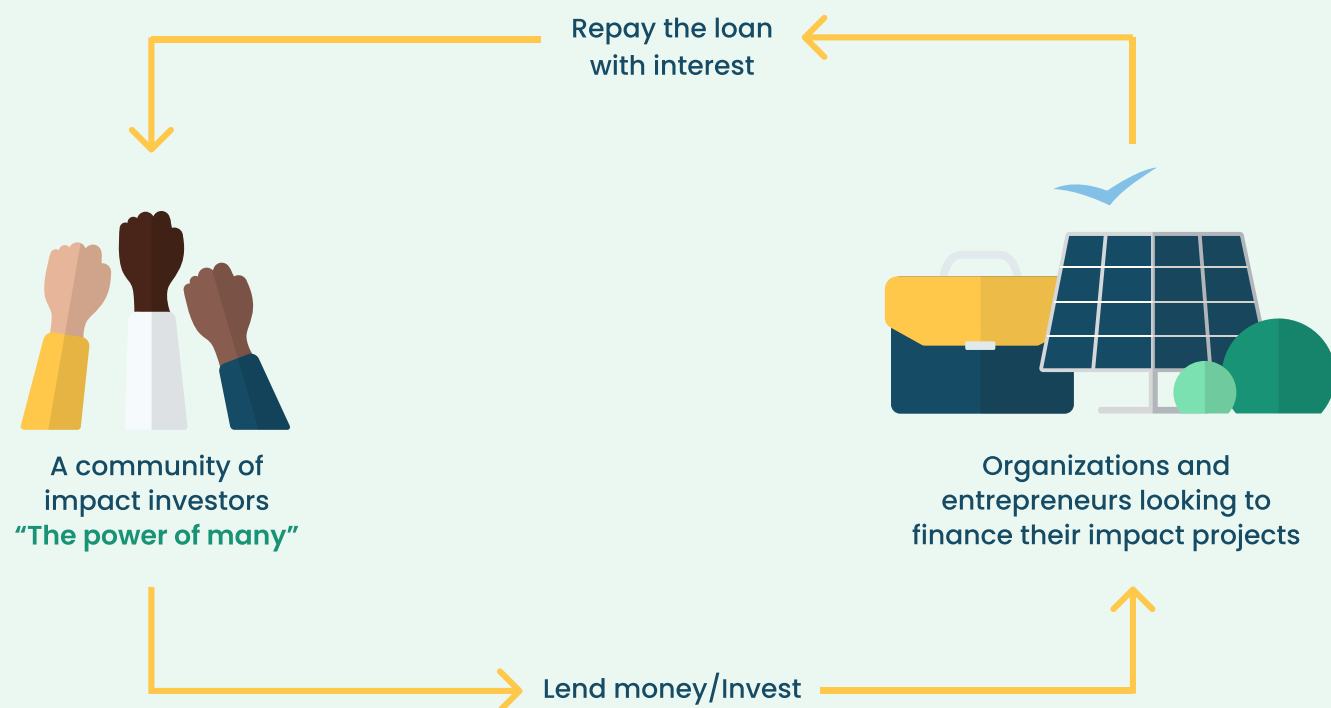 Repay the loan
with interest
A community of
impact investors
“The power of many”
Organizations and
entrepreneurs looking to
finance their impact projects
Lend money/Invest